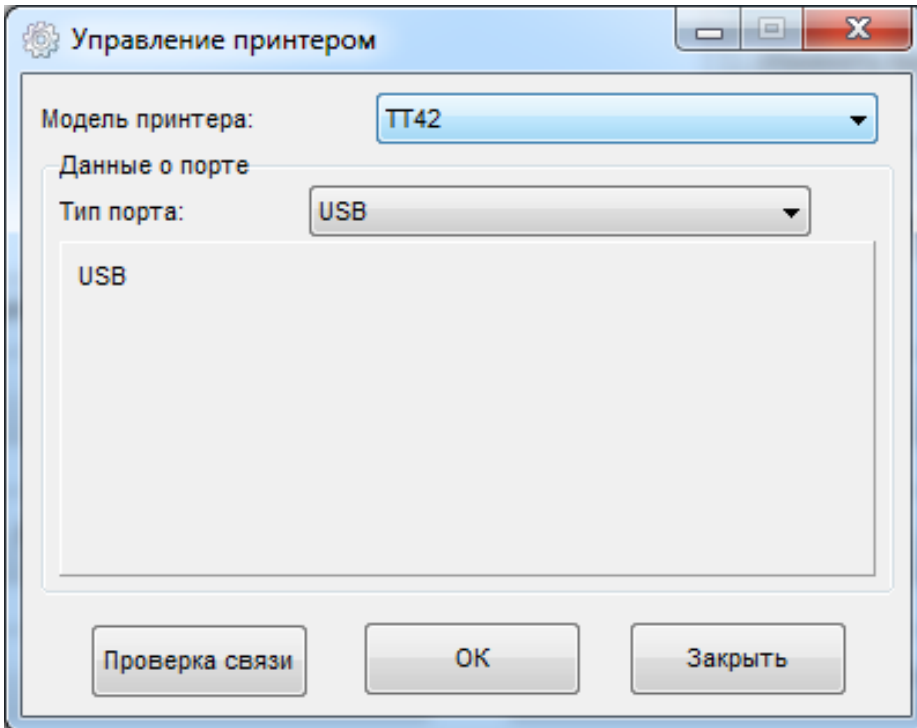 Управление принтером
Модель принтера: TT42
Данные о порте
Тип порта: USB
USB
Проверка связи OK Закрыть